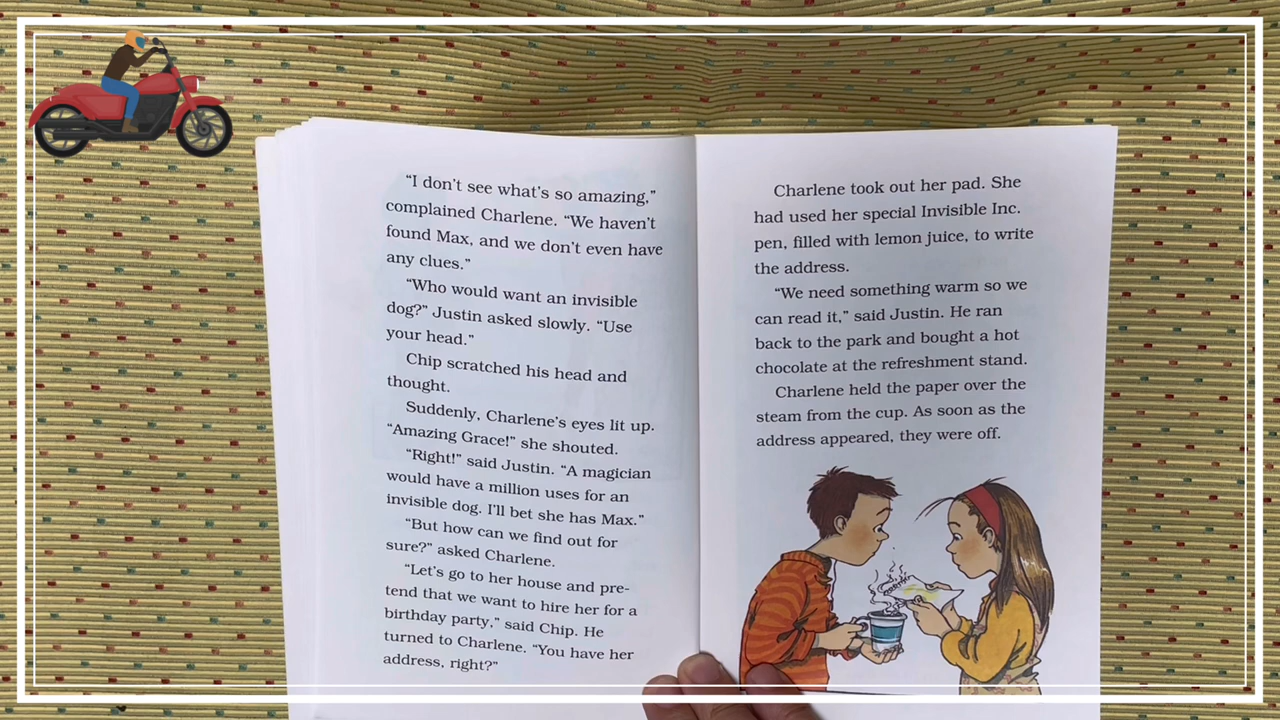 “I don’t see what’s so amazing,”
complained Charlene. “We haven’t
found Max, and we don’t even have
any clues.”
“Who would want an invisible
dog?” Justin asked slowly. “Use
your head.”
Chip scratched his head and
thought.
Suddenly, Charlene’s eyes lit up.
“Amazing Grace!” she shouted.
“Right!” said Justin. “A magician
would have a million uses for an
invisible dog. I’ll bet she has Max.”
“But how can we find out for
sure?” asked Charlene.
“Let’s go to her house and pre-
tend that we want to hire her for a
birthday party,” said Chip. He
turned to Charlene. “You have her
address, right?”
Charlene took out her pad. She
had used her special Invisible Inc.
pen, filled with lemon juice, to write
the address.
“We need something warm so we
can read it,” said Justin. He ran
back to the park and bought a hot
chocolate at the refreshment stand.
Charlene held the paper over the
steam from the cup. As soon as the
address appeared, they were off.